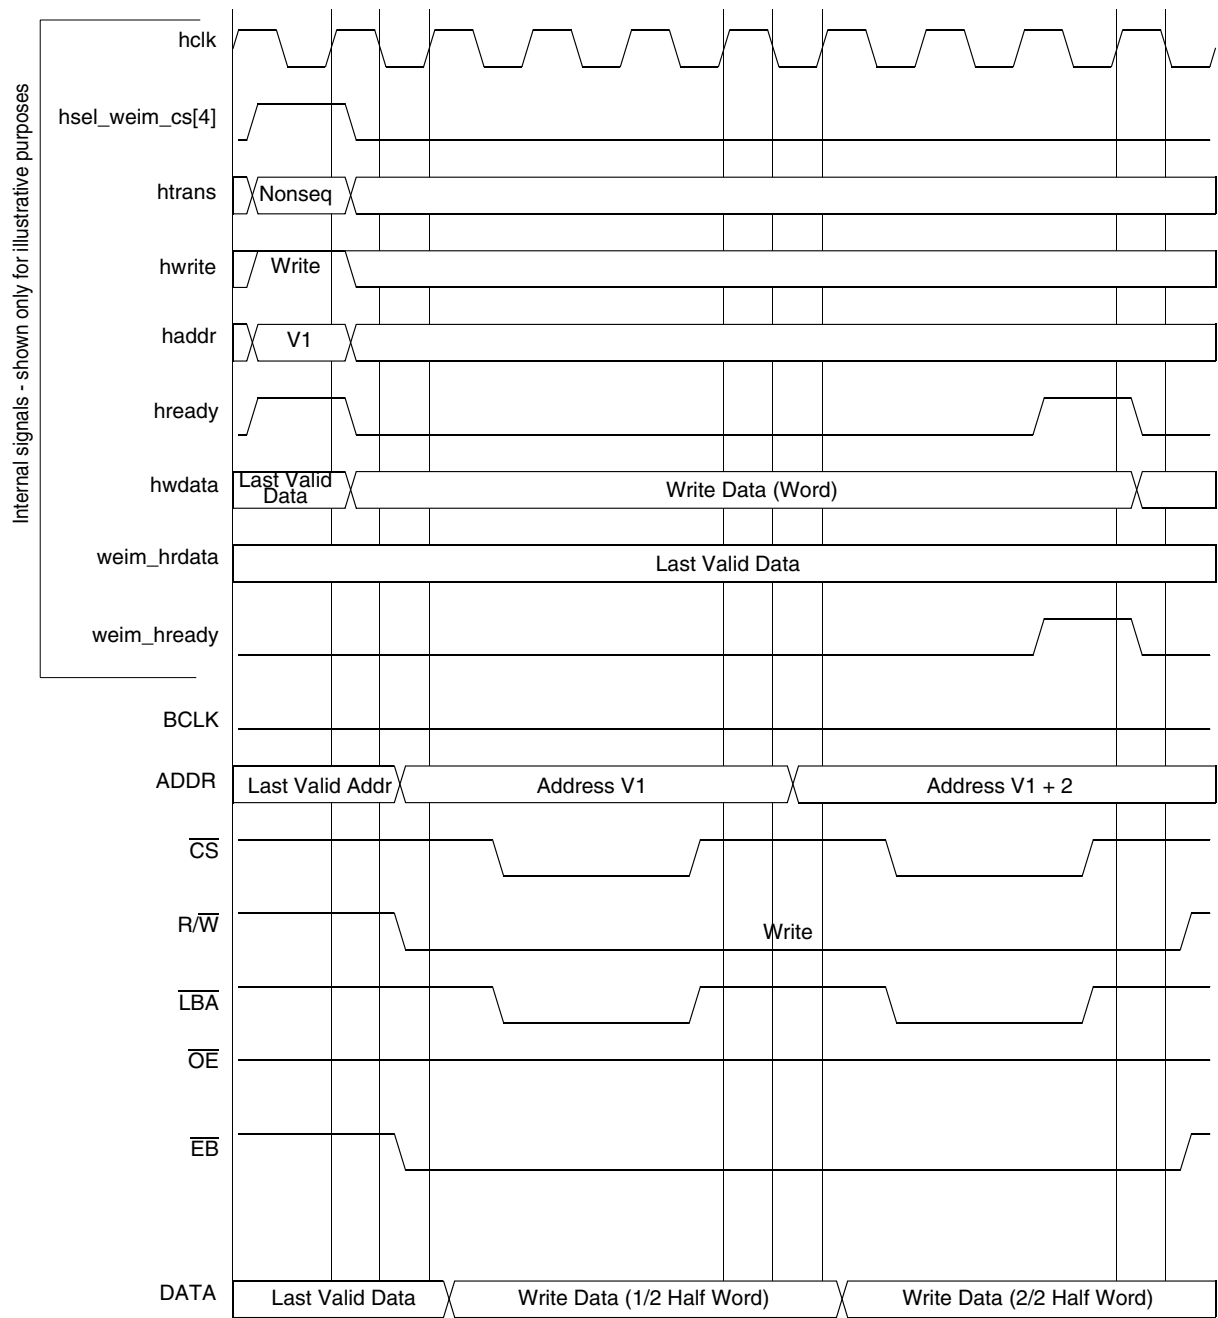 Internal signals - shown only for illustrative purposes
hclk
hsel_weim_cs[4]
htrans
Nonseq
hwrite
Write
haddr
V1
hready
hwdata
Last Valid
Data
Write Data (Word)
weim_hrdata
Last Valid Data
weim_hready
BCLK
ADDR
Last Valid Addr
Address V1
Address V1 + 2
CS
R/W
Write
LBA
OE
EB
DATA
Last Valid Data
Write Data (1/2 Half Word)
Write Data (2/2 Half Word)